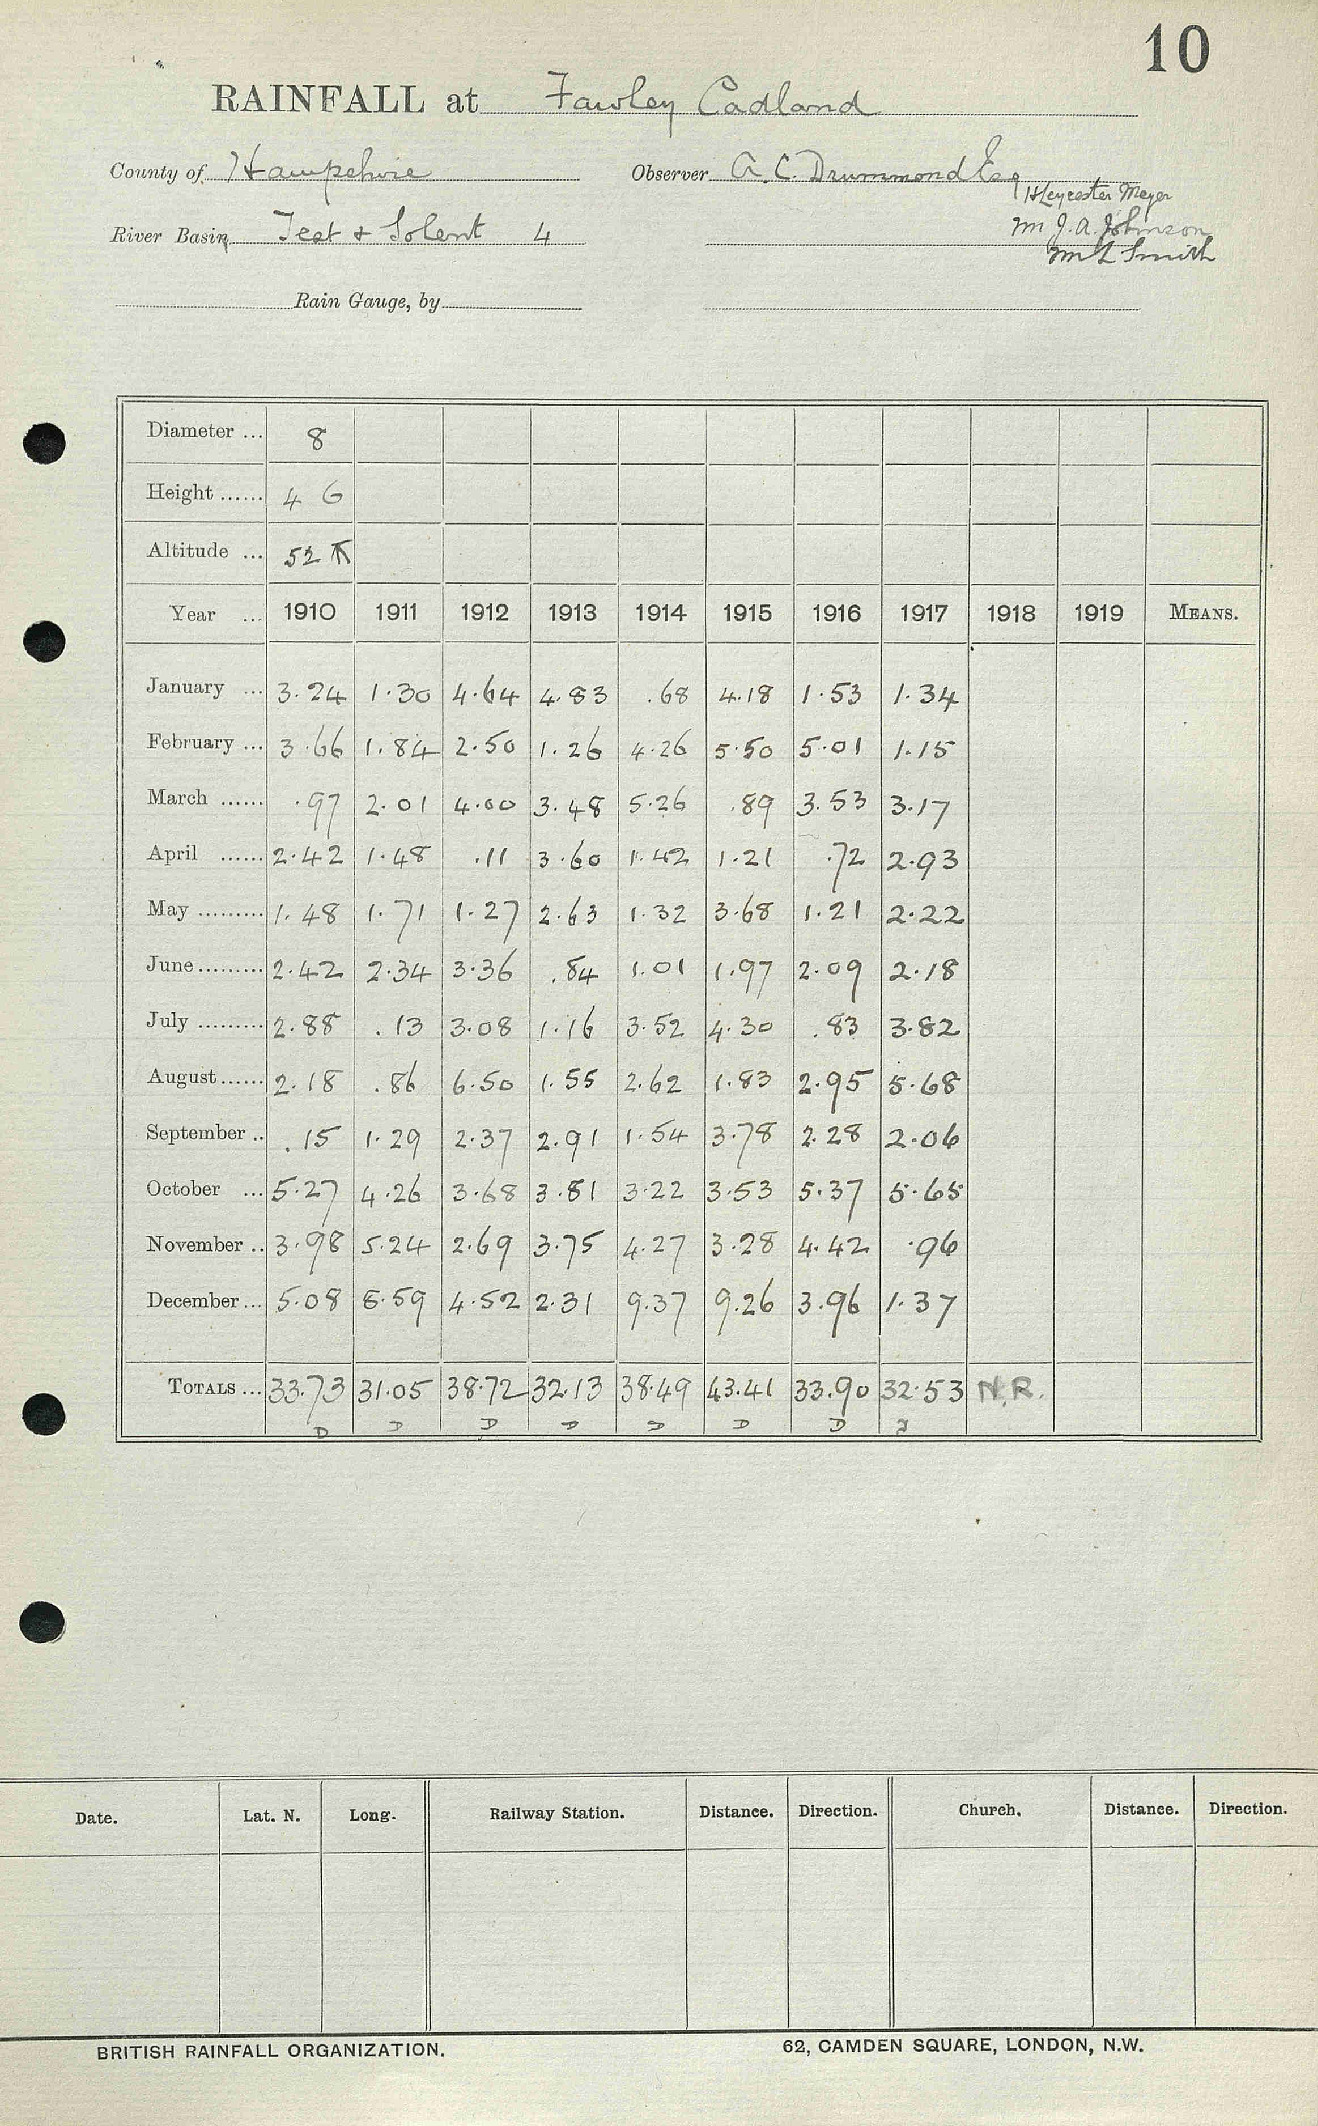 10
RAINFALL at Fawley Cadland
County of Hampshire Observer A. C. Drummond Esq
H Leycester Meyer
River Basin Test & Solent 4 Mr J. A. Johnson
Mr L Smith
Rain Gauge, by
Diameter ... 8
Height ...... 4 6
Altitude ... 52
Year ... 1910 1911 1912 1913 1914 1915 1916 1917 1918 1919 MEANS.
January ... 3.24 1.30 4.64 4.83 .68 4.18 1.53 1.34
February ... 3.66 1.84 2.50 1.26 4.26 5.50 5.01 1.15
March ...... .97 2.01 4.00 3.48 5.26 .89 3.53 3.17
April ...... 2.42 1.48 .11 3.60 1.42 1.21 .72 2.93
May ......... 1.48 1.71 1.27 2.63 1.32 3.68 1.21 2.22
June ......... 2.42 2.34 3.36 .84 1.01 1.97 2.09 2.18
July ......... 2.88 .13 3.08 1.16 3.52 4.30 .83 3.82
August ...... 2.18 .86 6.50 1.55 2.62 1.83 2.95 5.68
September .. .15 1.29 2.37 2.91 1.54 3.78 2.28 2.06
October ... 5.27 4.26 3.68 3.81 3.22 3.53 5.37 5.65
November .. 3.98 5.24 2.69 3.75 4.27 3.28 4.42 .96
December ... 5.08 8.59 4.52 2.31 9.37 9.26 3.96 1.37
TOTALS ... 33.73 31.05 38.72 32.13 38.49 43.41 33.90 32.53 N.R.
D D D D D D D
Date. Lat. N. Long. Railway Station. Distance. Direction. Church. Distance. Direction.
BRITISH RAINFALL ORGANIZATION. 62, CAMDEN SQUARE, LONDON, N.W.